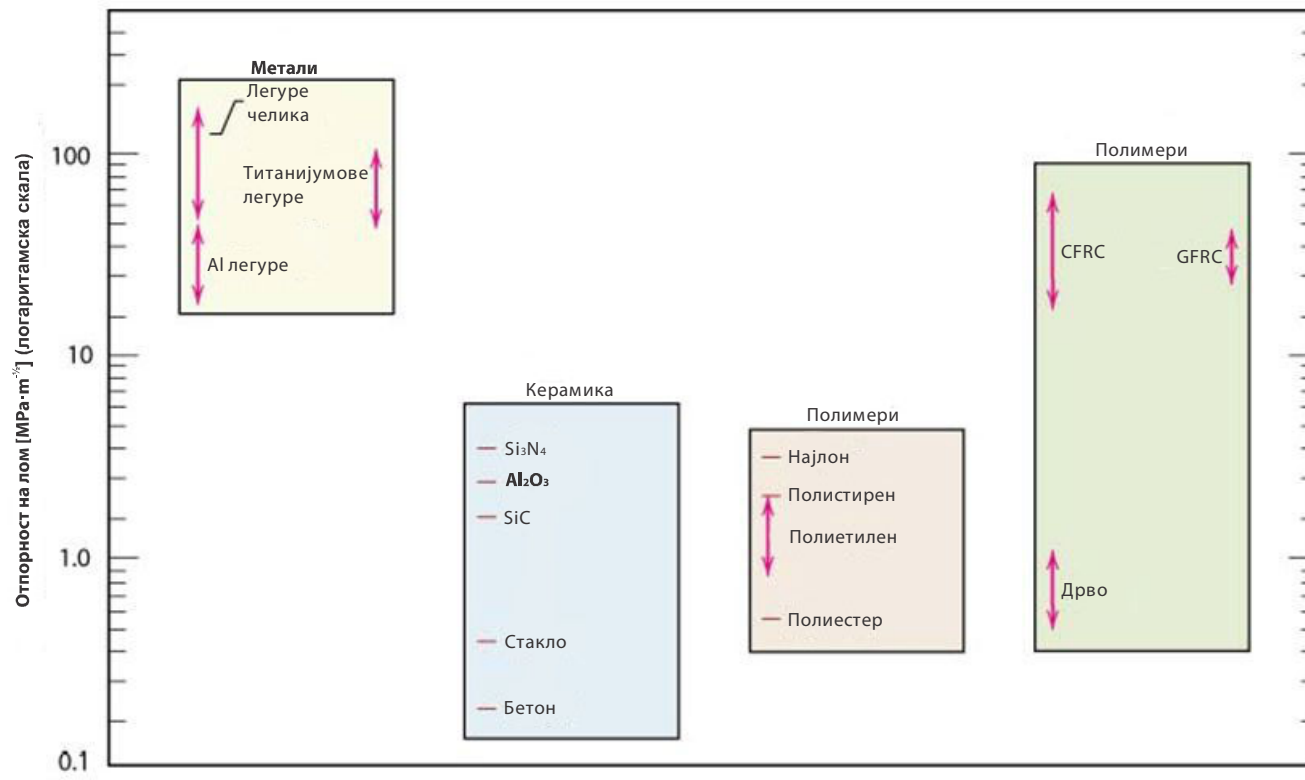 Отпорност на лом [MPa·m⁻½] (логаритамска скала)
100
10
1.0
0.1
Метали
Легуре
челика
Титанијумове
легуре
Al легуре
Керамика
Si₃N₄
Al₂O₃
SiC
Стакло
Бетон
Полимери
Најлон
Полистирен
Полиетилен
Полиестер
Полимери
CFRC
GFRC
Дрво